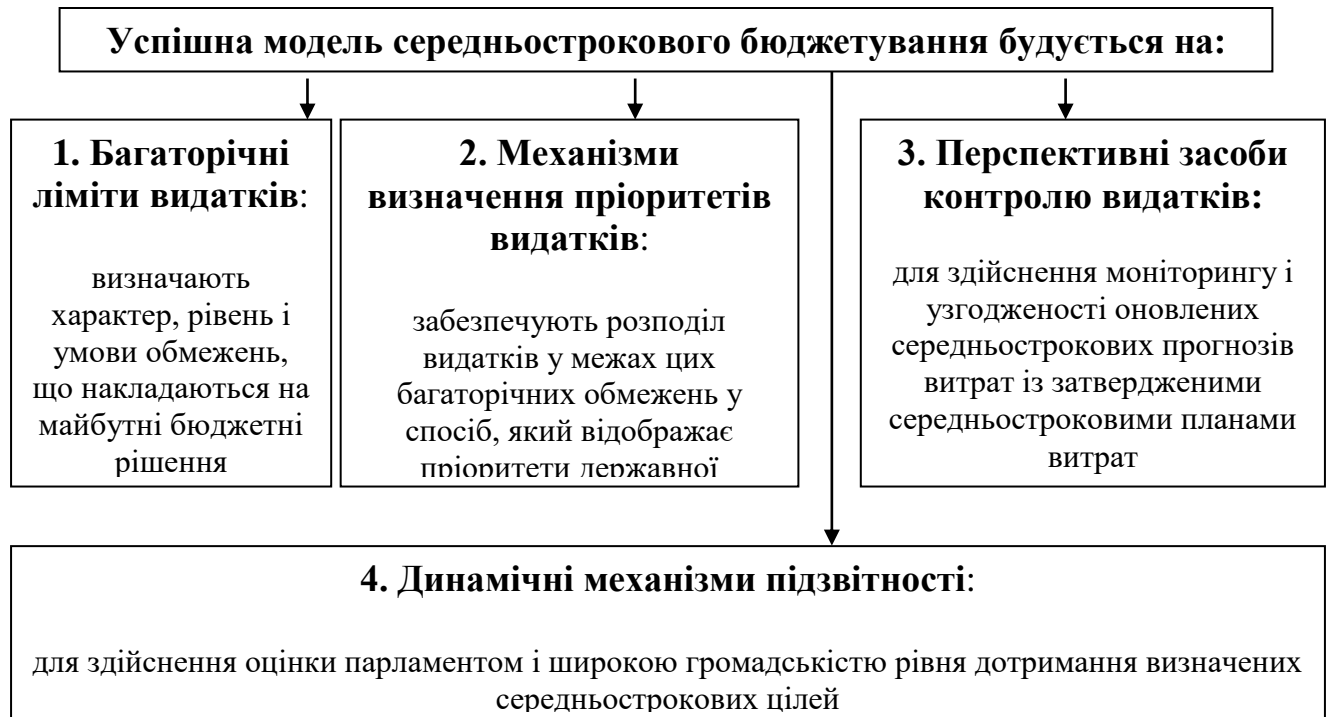 Успішна модель середньострокового бюджетування будується на:
1. Багаторічні
ліміти видатків:
визначають
характер, рівень і
умови обмежень,
що накладаються на
майбутні бюджетні
рішення
2. Механізми
визначення пріоритетів
видатків:
забезпечують розподіл
видатків у межах цих
багаторічних обмежень у
спосіб, який відображає
пріоритети державної
3. Перспективні засоби
контролю видатків:
для здійснення моніторингу і
узгодженості оновлених
середньострокових прогнозів
витрат із затвердженими
середньостроковими планами
витрат
4. Динамічні механізми підзвітності:
для здійснення оцінки парламентом і широкою громадськістю рівня дотримання визначених
середньострокових цілей